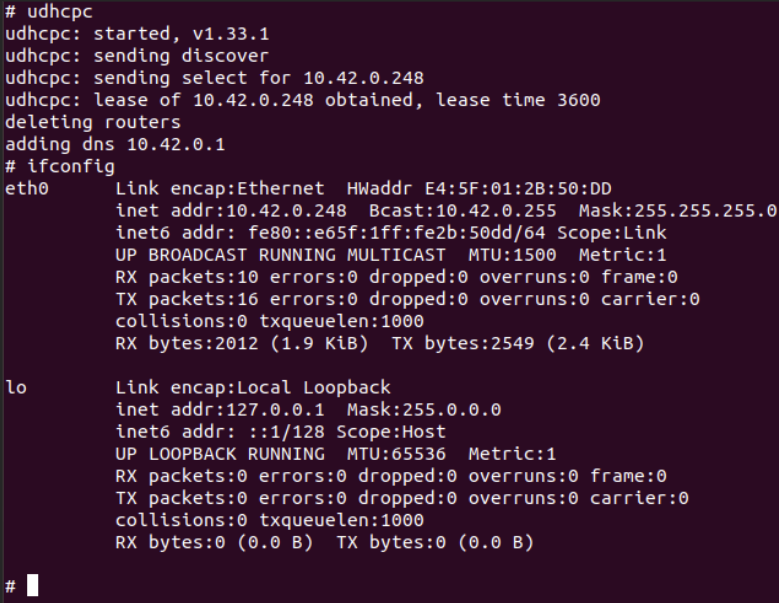 # udhcpc
udhcpc: started, v1.33.1
udhcpc: sending discover
udhcpc: sending select for 10.42.0.248
udhcpc: lease of 10.42.0.248 obtained, lease time 3600
deleting routers
adding dns 10.42.0.1
# ifconfig
eth0      Link encap:Ethernet  HWaddr E4:5F:01:2B:50:DD
          inet addr:10.42.0.248  Bcast:10.42.0.255  Mask:255.255.255.0
          inet6 addr: fe80::e65f:1ff:fe2b:50dd/64 Scope:Link
          UP BROADCAST RUNNING MULTICAST  MTU:1500  Metric:1
          RX packets:10 errors:0 dropped:0 overruns:0 frame:0
          TX packets:16 errors:0 dropped:0 overruns:0 carrier:0
          collisions:0 txqueuelen:1000
          RX bytes:2012 (1.9 KiB)  TX bytes:2549 (2.4 KiB)

lo        Link encap:Local Loopback
          inet addr:127.0.0.1  Mask:255.0.0.0
          inet6 addr: ::1/128 Scope:Host
          UP LOOPBACK RUNNING  MTU:65536  Metric:1
          RX packets:0 errors:0 dropped:0 overruns:0 frame:0
          TX packets:0 errors:0 dropped:0 overruns:0 carrier:0
          collisions:0 txqueuelen:1000
          RX bytes:0 (0.0 B)  TX bytes:0 (0.0 B)

#